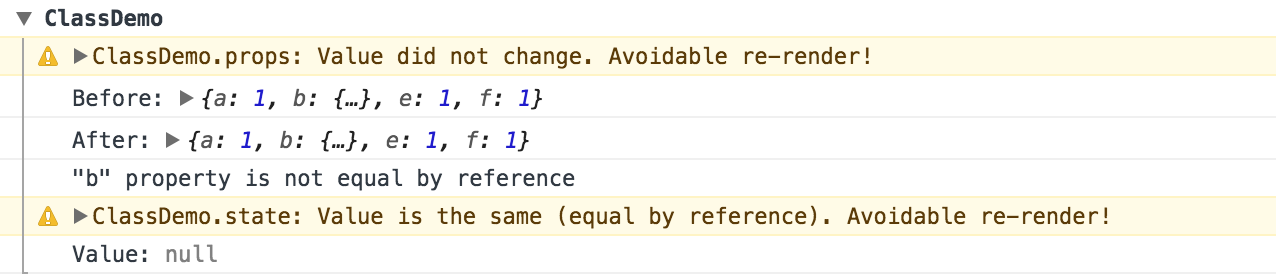 ClassDemo
ClassDemo.props: Value did not change. Avoidable re-render!
Before: {a: 1, b: {…}, e: 1, f: 1}
After: {a: 1, b: {…}, e: 1, f: 1}
"b" property is not equal by reference
ClassDemo.state: Value is the same (equal by reference). Avoidable re-render!
Value: null